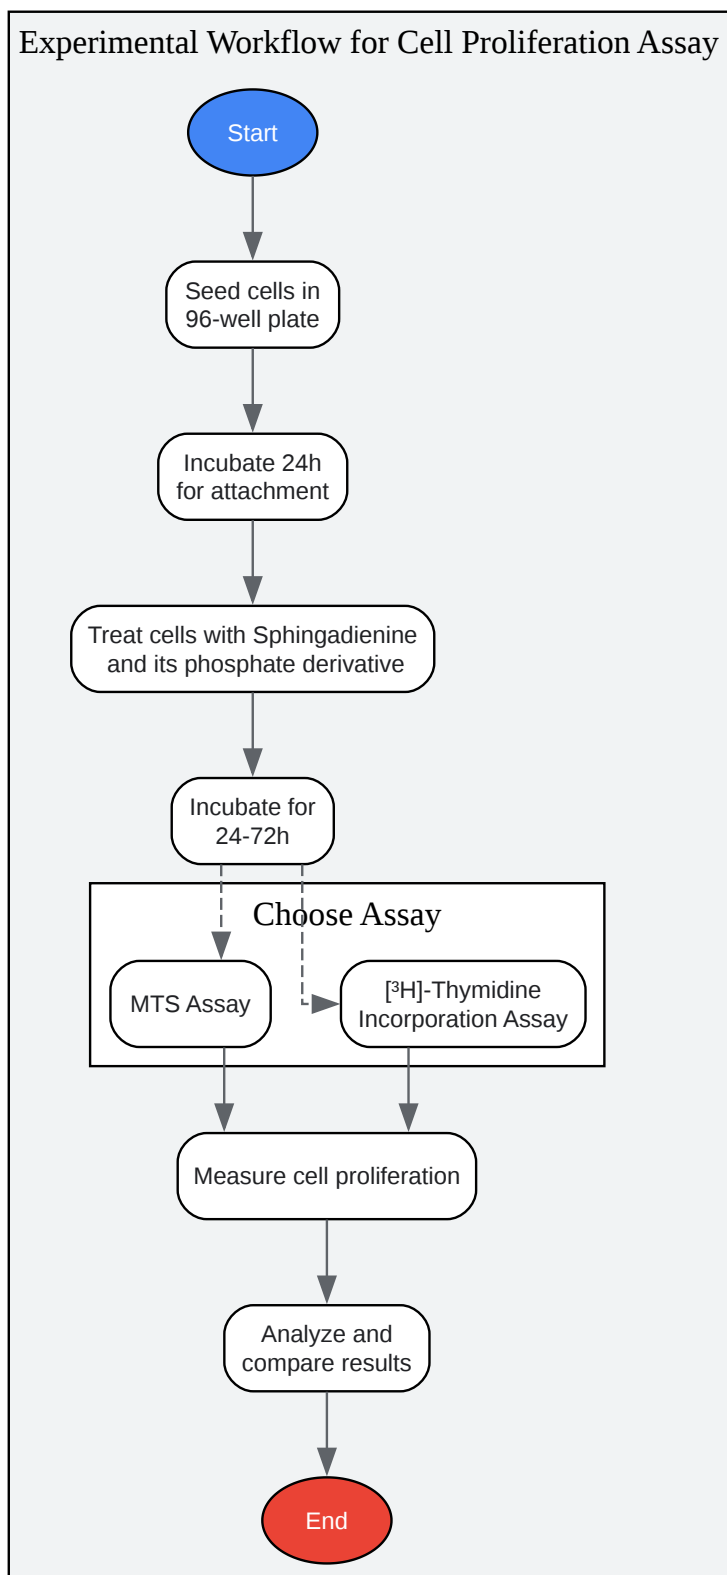 Experimental Workflow for Cell Proliferation Assay
Start
Seed cells in
96-well plate
Incubate 24h
for attachment
Treat cells with Sphingadienine
and its phosphate derivative
Incubate for
24-72h
Choose Assay
MTS Assay
[³H]-Thymidine
Incorporation Assay
Measure cell proliferation
Analyze and
compare results
End